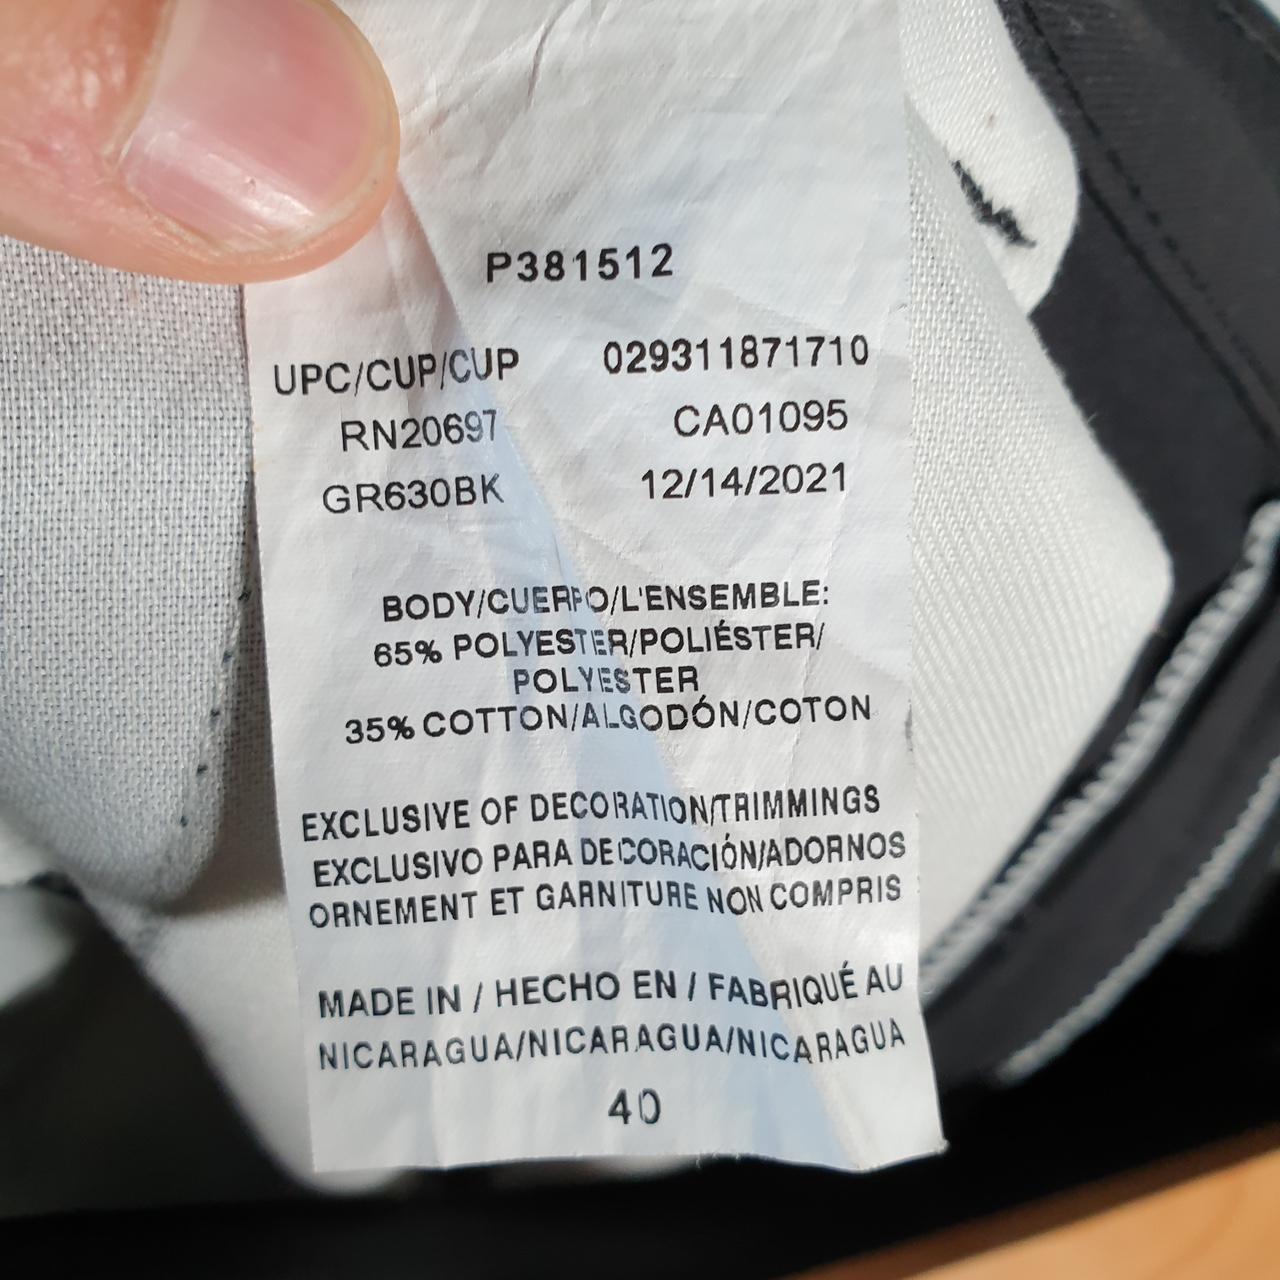 P381512
UPC/CUP/CUP 029311871710
RN20697 CA01095
GR630BK 12/14/2021
BODY/CUERPO/L'ENSEMBLE:
65% POLYESTER/POLIÉSTER/
POLYESTER
35% COTTON/ALGODÓN/COTON
EXCLUSIVE OF DECORATION/TRIMMINGS
EXCLUSIVO PARA DECORACIÓN/ADORNOS
ORNEMENT ET GARNITURE NON COMPRIS
MADE IN / HECHO EN / FABRIQUÉ AU
NICARAGUA/NICARAGUA/NICARAGUA
40